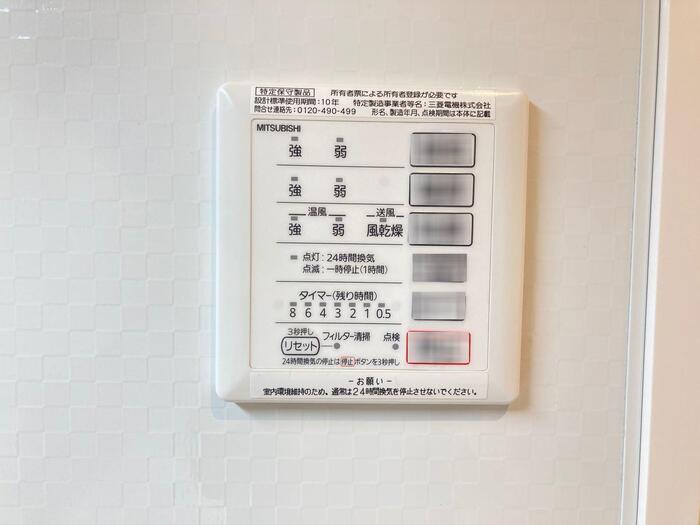 特定保守製品 所有者票による所有者登録が必要です
設計標準使用期間:10年 特定製造事業者等名:三菱電機株式会社
問合せ連絡先:0120-490-499 形名、製造年月、点検期間は本体に記載
MITSUBISHI
強 弱
強 弱
温風 送風
強 弱 風乾燥
点灯:24時間換気
点滅:一時停止(1時間)
タイマー(残り時間)
8 6 4 3 2 1 0.5
3秒押し
リセット フィルター清掃 点検
24時間換気の停止は停止ボタンを3秒押し
-お願い-
室内環境維持のため、通常は24時間換気を停止させないでください。